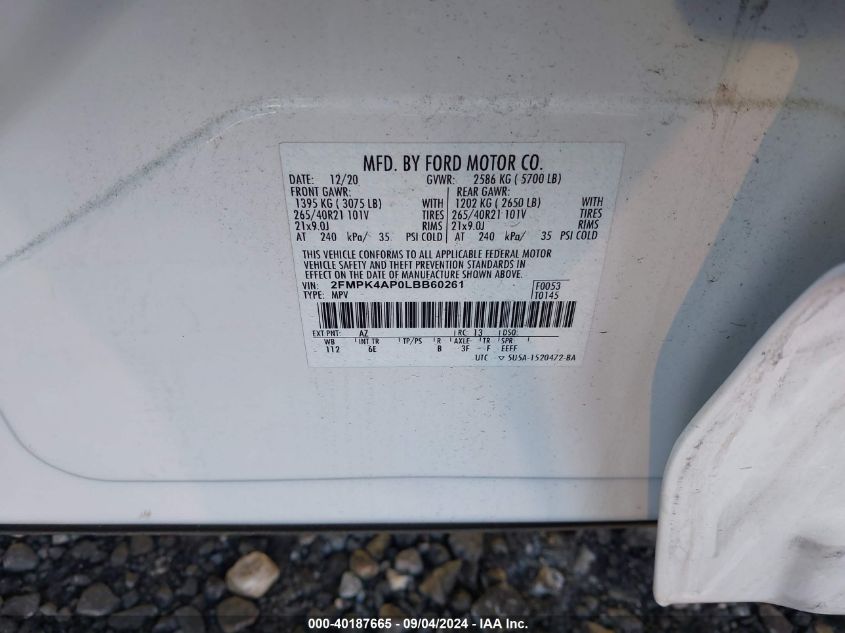 MFD. BY FORD MOTOR CO.
DATE: 12/20 GVWR: 2586 KG ( 5700 LB)
FRONT GAWR: REAR GAWR:
1395 KG ( 3075 LB) WITH 1202 KG ( 2650 LB) WITH
265/40R21 101V TIRES 265/40R21 101V TIRES
21x9.0J RIMS 21x9.0J RIMS
AT 240 kPa/ 35 PSI COLD AT 240 kPa/ 35 PSI COLD
THIS VEHICLE CONFORMS TO ALL APPLICABLE FEDERAL MOTOR
VEHICLE SAFETY AND THEFT PREVENTION STANDARDS IN
EFFECT ON THE DATE OF MANUFACTURE SHOWN ABOVE.
VIN: 2FMPK4AP0LBB60261 F0053
TYPE: MPV T0145
EXT PNT: AZ RC: 13 DSO:
WB INT TR TP/PS R AXLE TR SPR
112 6E B 3F F EEFF
UTC 5U5A-1520472-BA
000-40187665 - 09/04/2024 - IAA Inc.